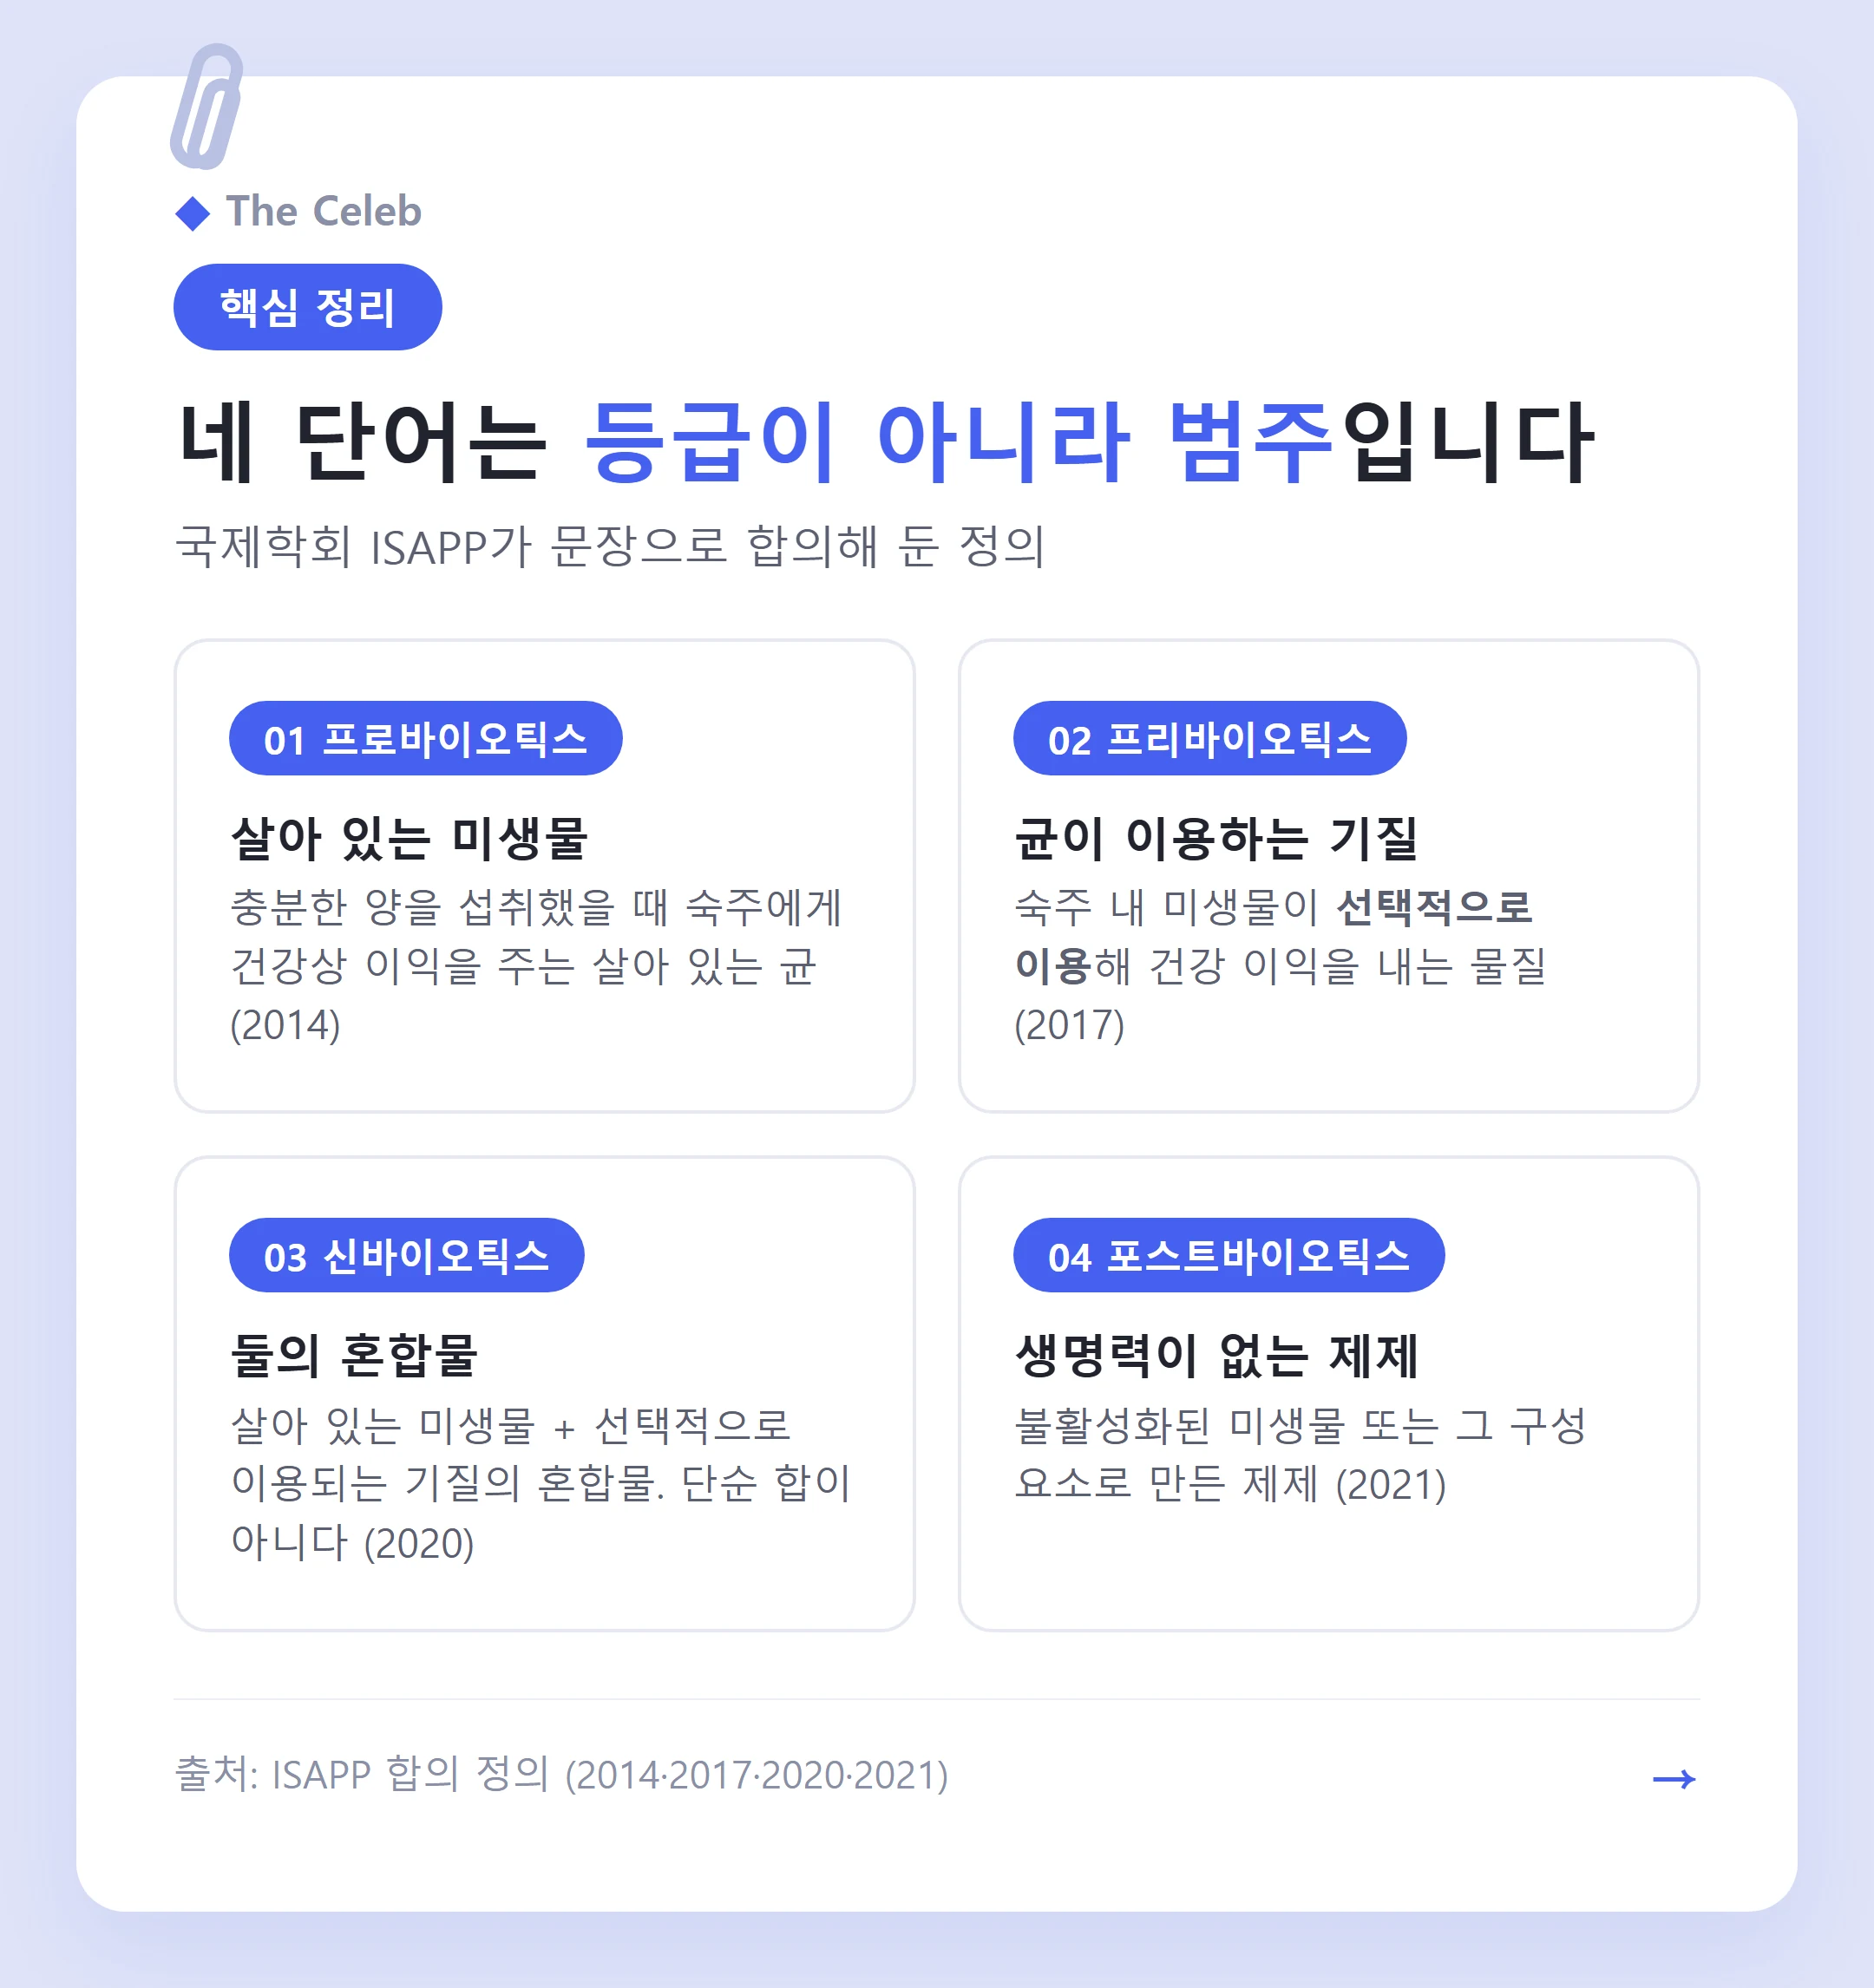 The Celeb
핵심 정리
네 단어는 등급이 아니라 범주입니다
국제학회 ISAPP가 문장으로 합의해 둔 정의
01 프로바이오틱스
살아 있는 미생물
충분한 양을 섭취했을 때 숙주에게
건강상 이익을 주는 살아 있는 균
(2014)
02 프리바이오틱스
균이 이용하는 기질
숙주 내 미생물이 선택적으로
이용해 건강 이익을 내는 물질
(2017)
03 신바이오틱스
둘의 혼합물
살아 있는 미생물 + 선택적으로
이용되는 기질의 혼합물. 단순 합이
아니다 (2020)
04 포스트바이오틱스
생명력이 없는 제제
불활성화된 미생물 또는 그 구성
요소로 만든 제제 (2021)
출처: ISAPP 합의 정의 (2014·2017·2020·2021)
→